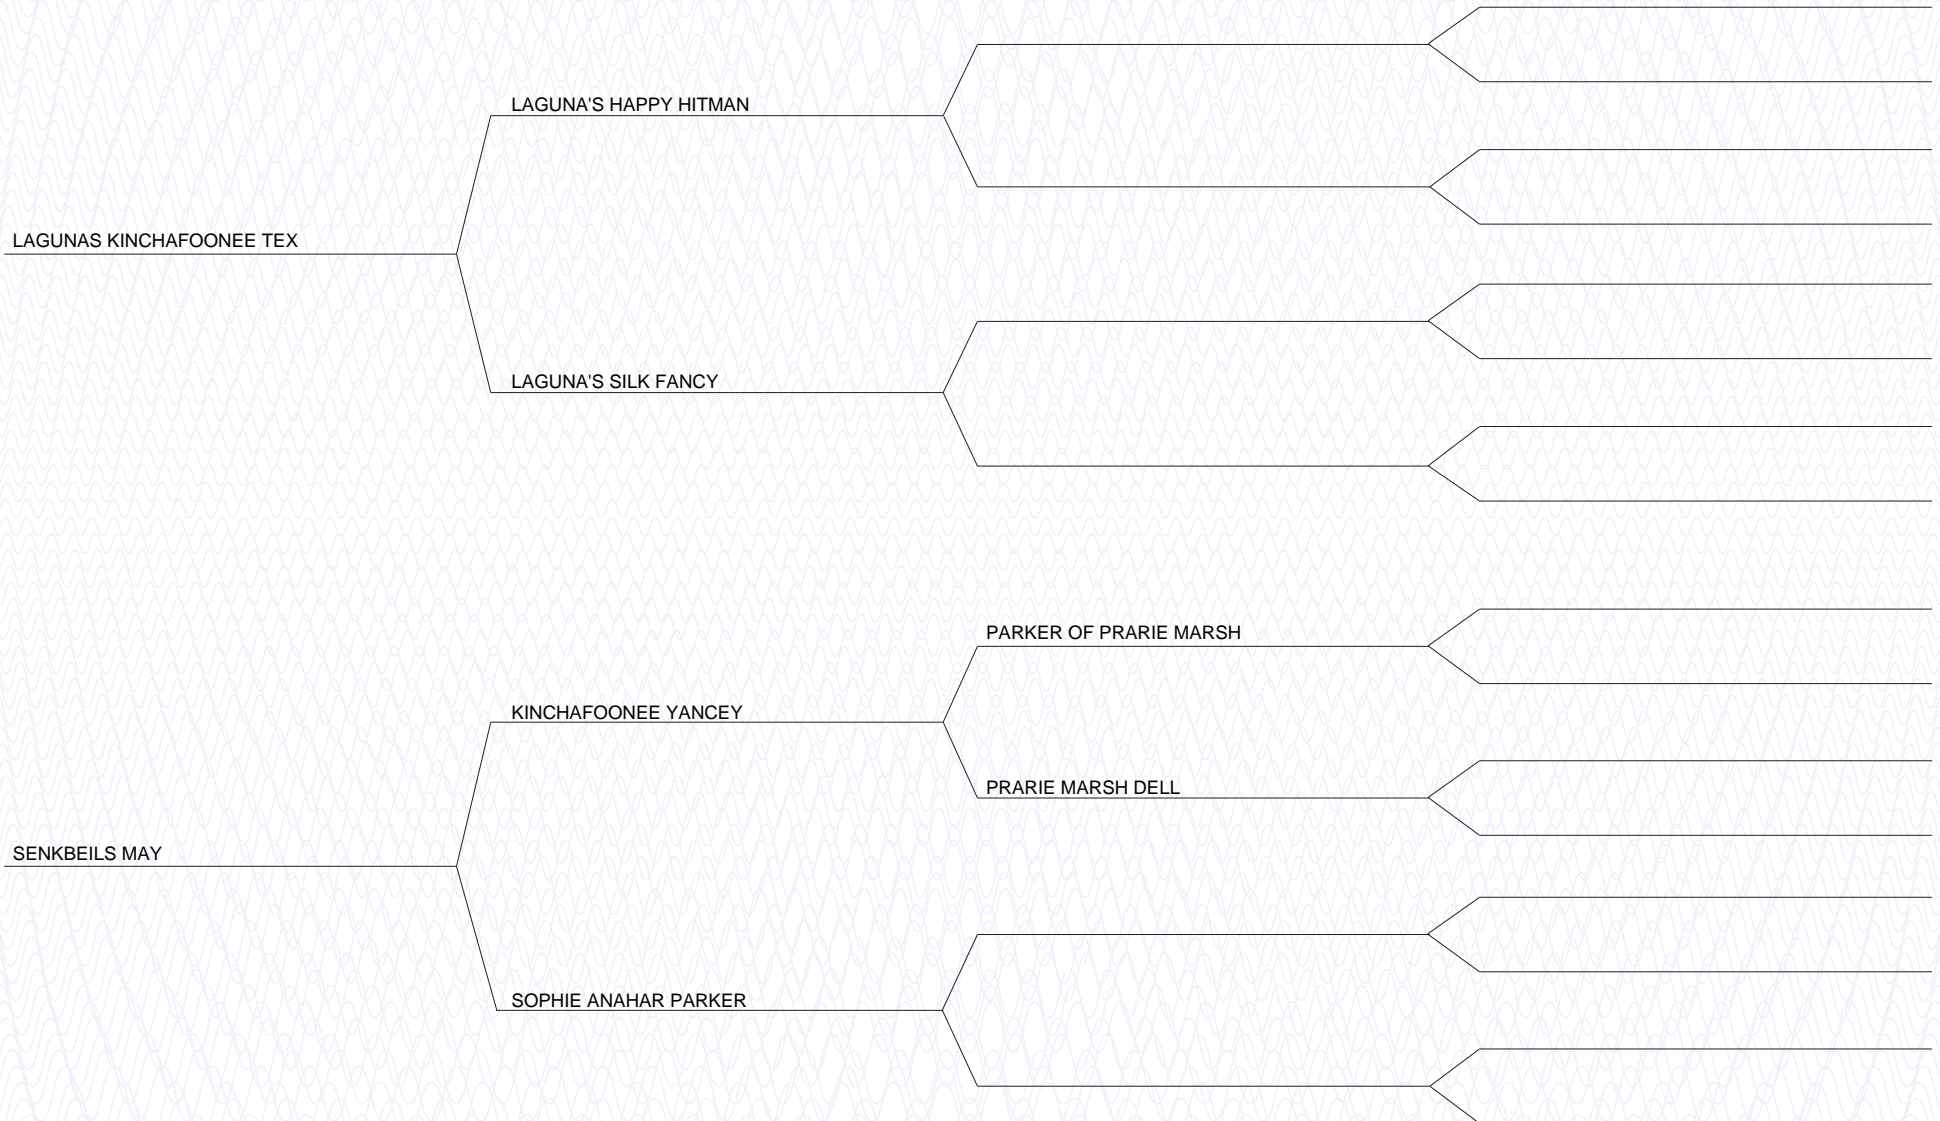 LAGUNA'S HAPPY HITMAN
LAGUNAS KINCHAFOONEE TEX
LAGUNA'S SILK FANCY
PARKER OF PRARIE MARSH
KINCHAFOONEE YANCEY
PRARIE MARSH DELL
SENKBEILS MAY
SOPHIE ANAHAR PARKER